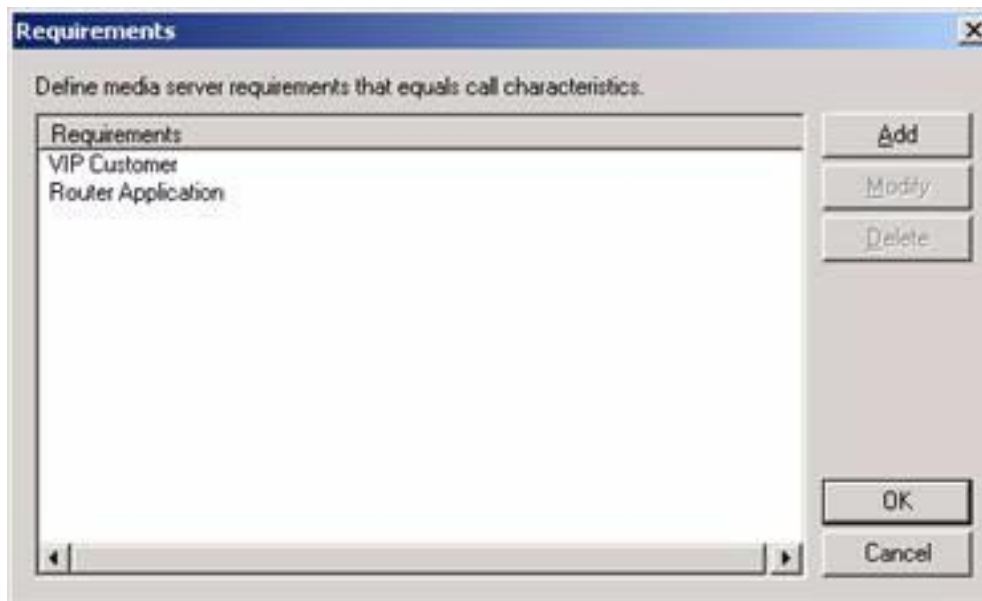 Requirements
Define media server requirements that equals call characteristics.
Requirements
VIP Customer
Router Application
Add
Modify
Delete
OK
Cancel